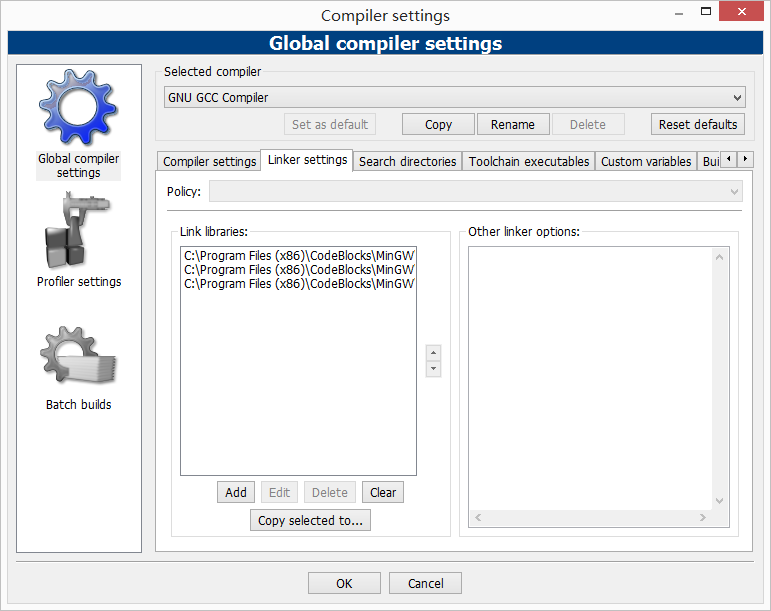 Compiler settings
Global compiler settings
Global compiler
settings
Profiler settings
Batch builds
Selected compiler
GNU GCC Compiler
Set as default
Copy
Rename
Delete
Reset defaults
Compiler settings
Linker settings
Search directories
Toolchain executables
Custom variables
Bui
Policy:
Link libraries:
C:\Program Files (x86)\CodeBlocks\MinGW
C:\Program Files (x86)\CodeBlocks\MinGW
C:\Program Files (x86)\CodeBlocks\MinGW
Add
Edit
Delete
Clear
Copy selected to...
Other linker options:
OK
Cancel